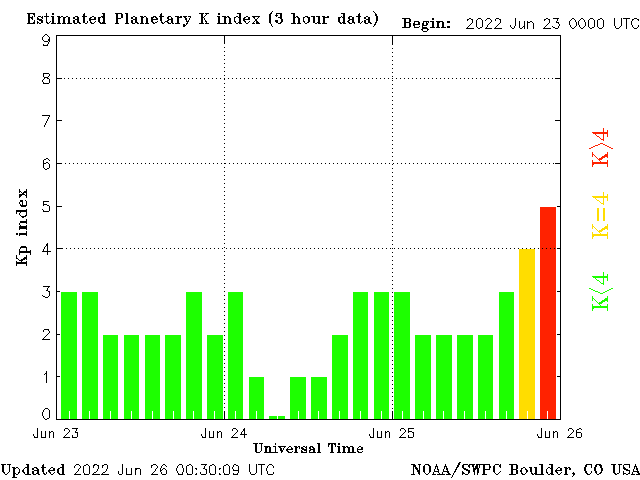 Estimated Planetary K index (3 hour data)
Begin: 2022 Jun 23 0000 UTC
9
8
7
6
5
4
3
2
1
0
Kp index
K>4
K=4
K<4
Jun 23
Jun 24
Jun 25
Jun 26
Universal Time
Updated 2022 Jun 26 00:30:09 UTC
NOAA/SWPC Boulder, CO USA